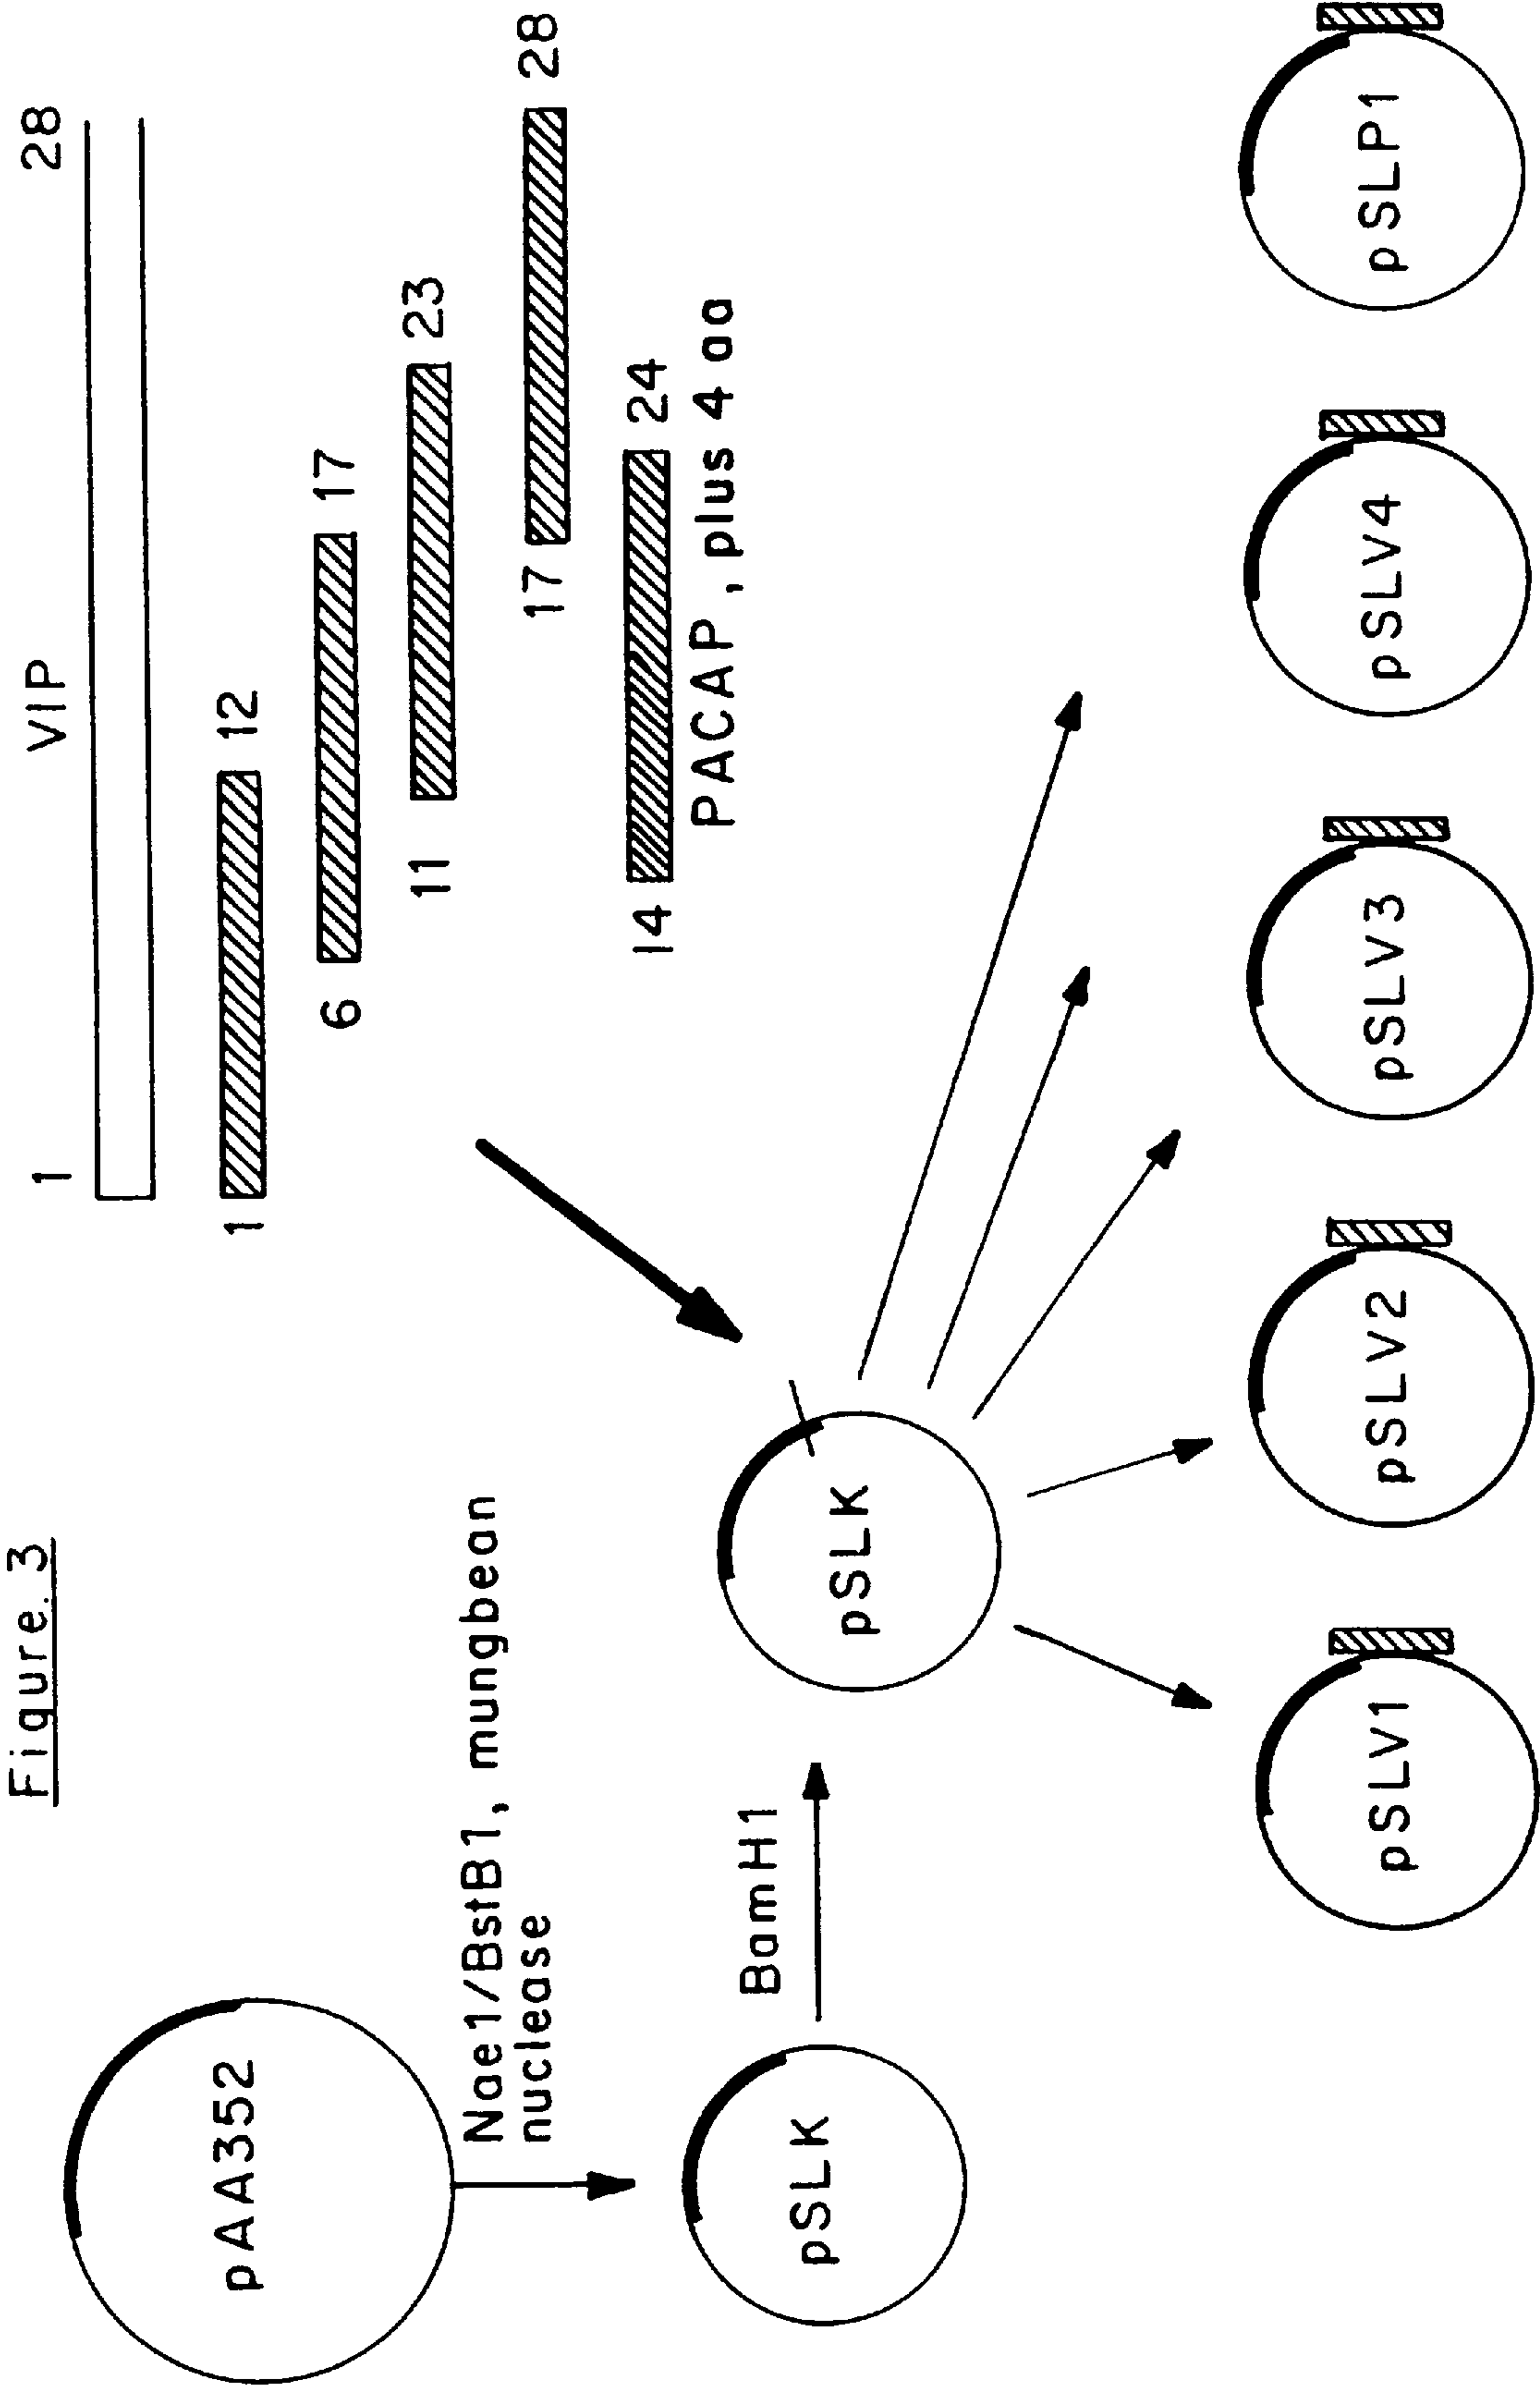 Figure. 3
pAA352
Nae1/BstB1, mungbean
nuclease
pSLK
BamH1
pSLK
VIP
1
28
1
12
6
17
11
23
17
28
14
24
PACAP, plus 4 aa
pSLV1
pSLV2
pSLV3
pSLV4
pSLP1